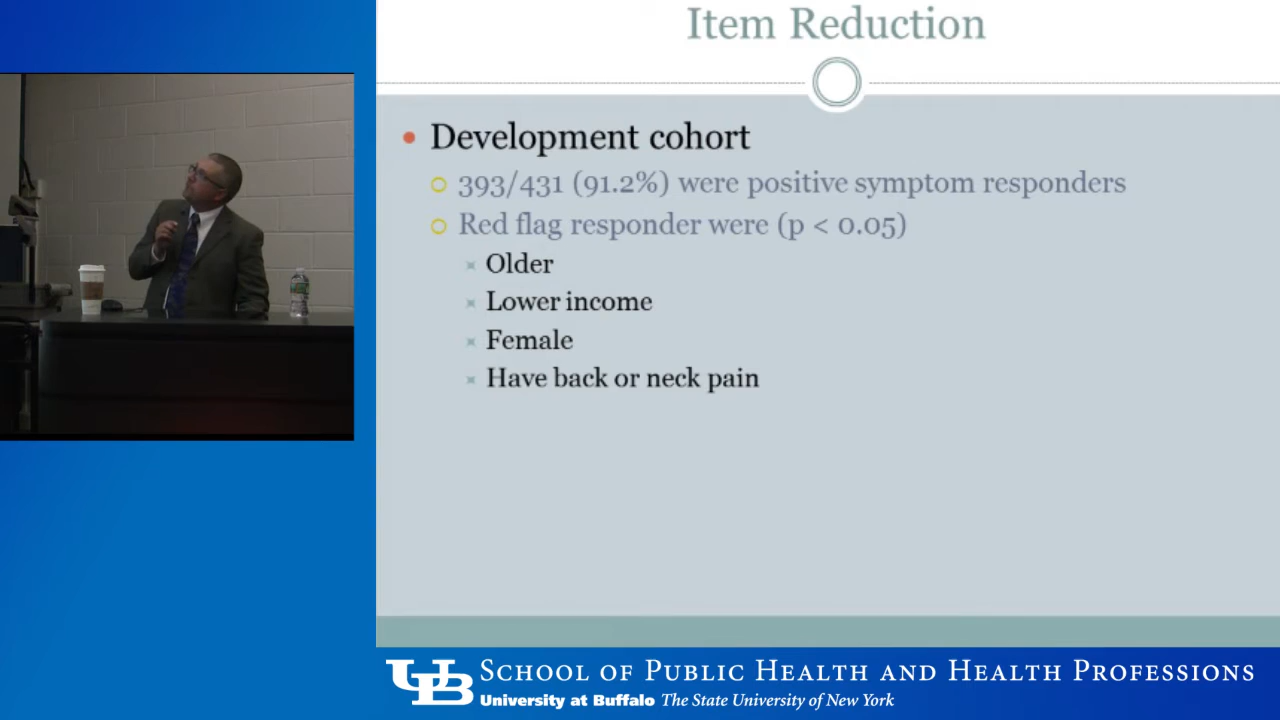 Item Reduction
Development cohort
393/431 (91.2%) were positive symptom responders
Red flag responder were (p < 0.05)
Older
Lower income
Female
Have back or neck pain
UB School of Public Health and Health Professions
University at Buffalo The State University of New York